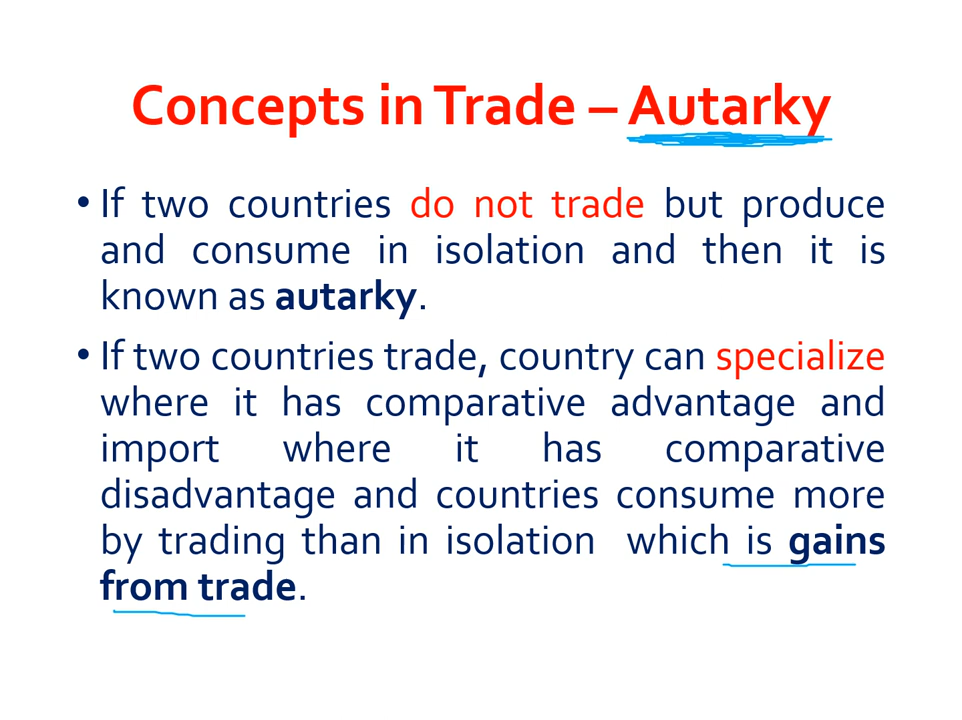 Concepts in Trade – Autarky
• If two countries do not trade but produce
and consume in isolation and then it is
known as autarky.
• If two countries trade, country can specialize
where it has comparative advantage and
import where it has comparative
disadvantage and countries consume more
by trading than in isolation which is gains
from trade.